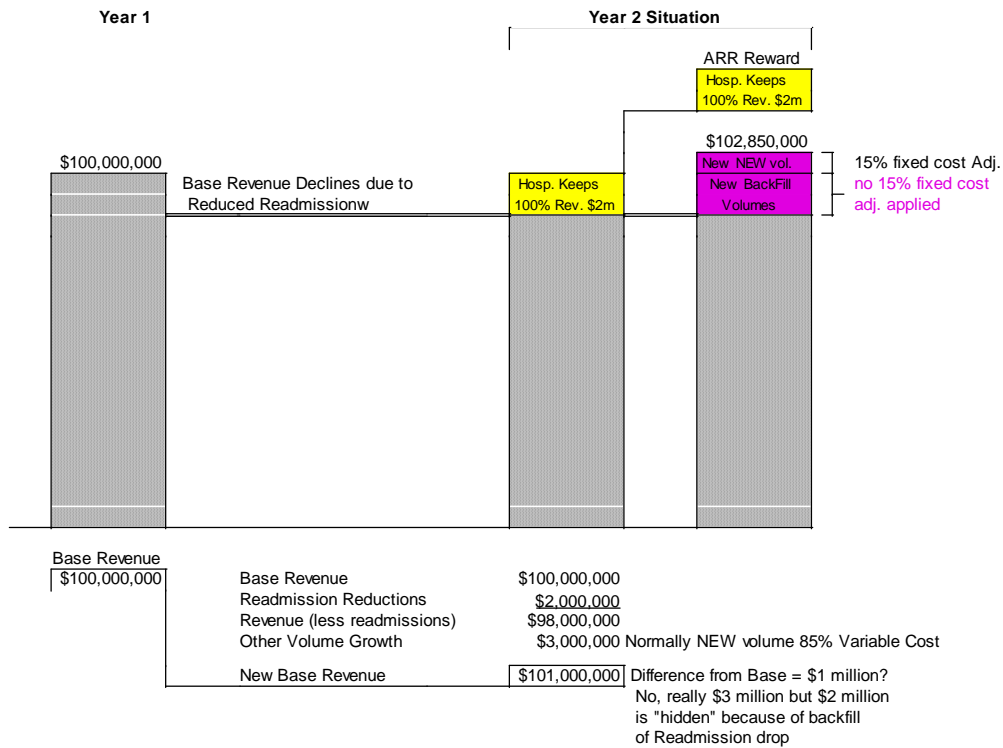 Year 1
Year 2 Situation
ARR Reward
Hosp. Keeps
100% Rev. $2m
$102,850,000
$100,000,000
New NEW vol.
15% fixed cost Adj.
Base Revenue Declines due to
Reduced Readmissionw
Hosp. Keeps
100% Rev. $2m
New BackFill
Volumes
no 15% fixed cost
adj. applied
Base Revenue
$100,000,000
Base Revenue $100,000,000
Readmission Reductions $2,000,000
Revenue (less readmissions) $98,000,000
Other Volume Growth $3,000,000 Normally NEW volume 85% Variable Cost
New Base Revenue $101,000,000 Difference from Base = $1 million?
No, really $3 million but $2 million
is "hidden" because of backfill
of Readmission drop